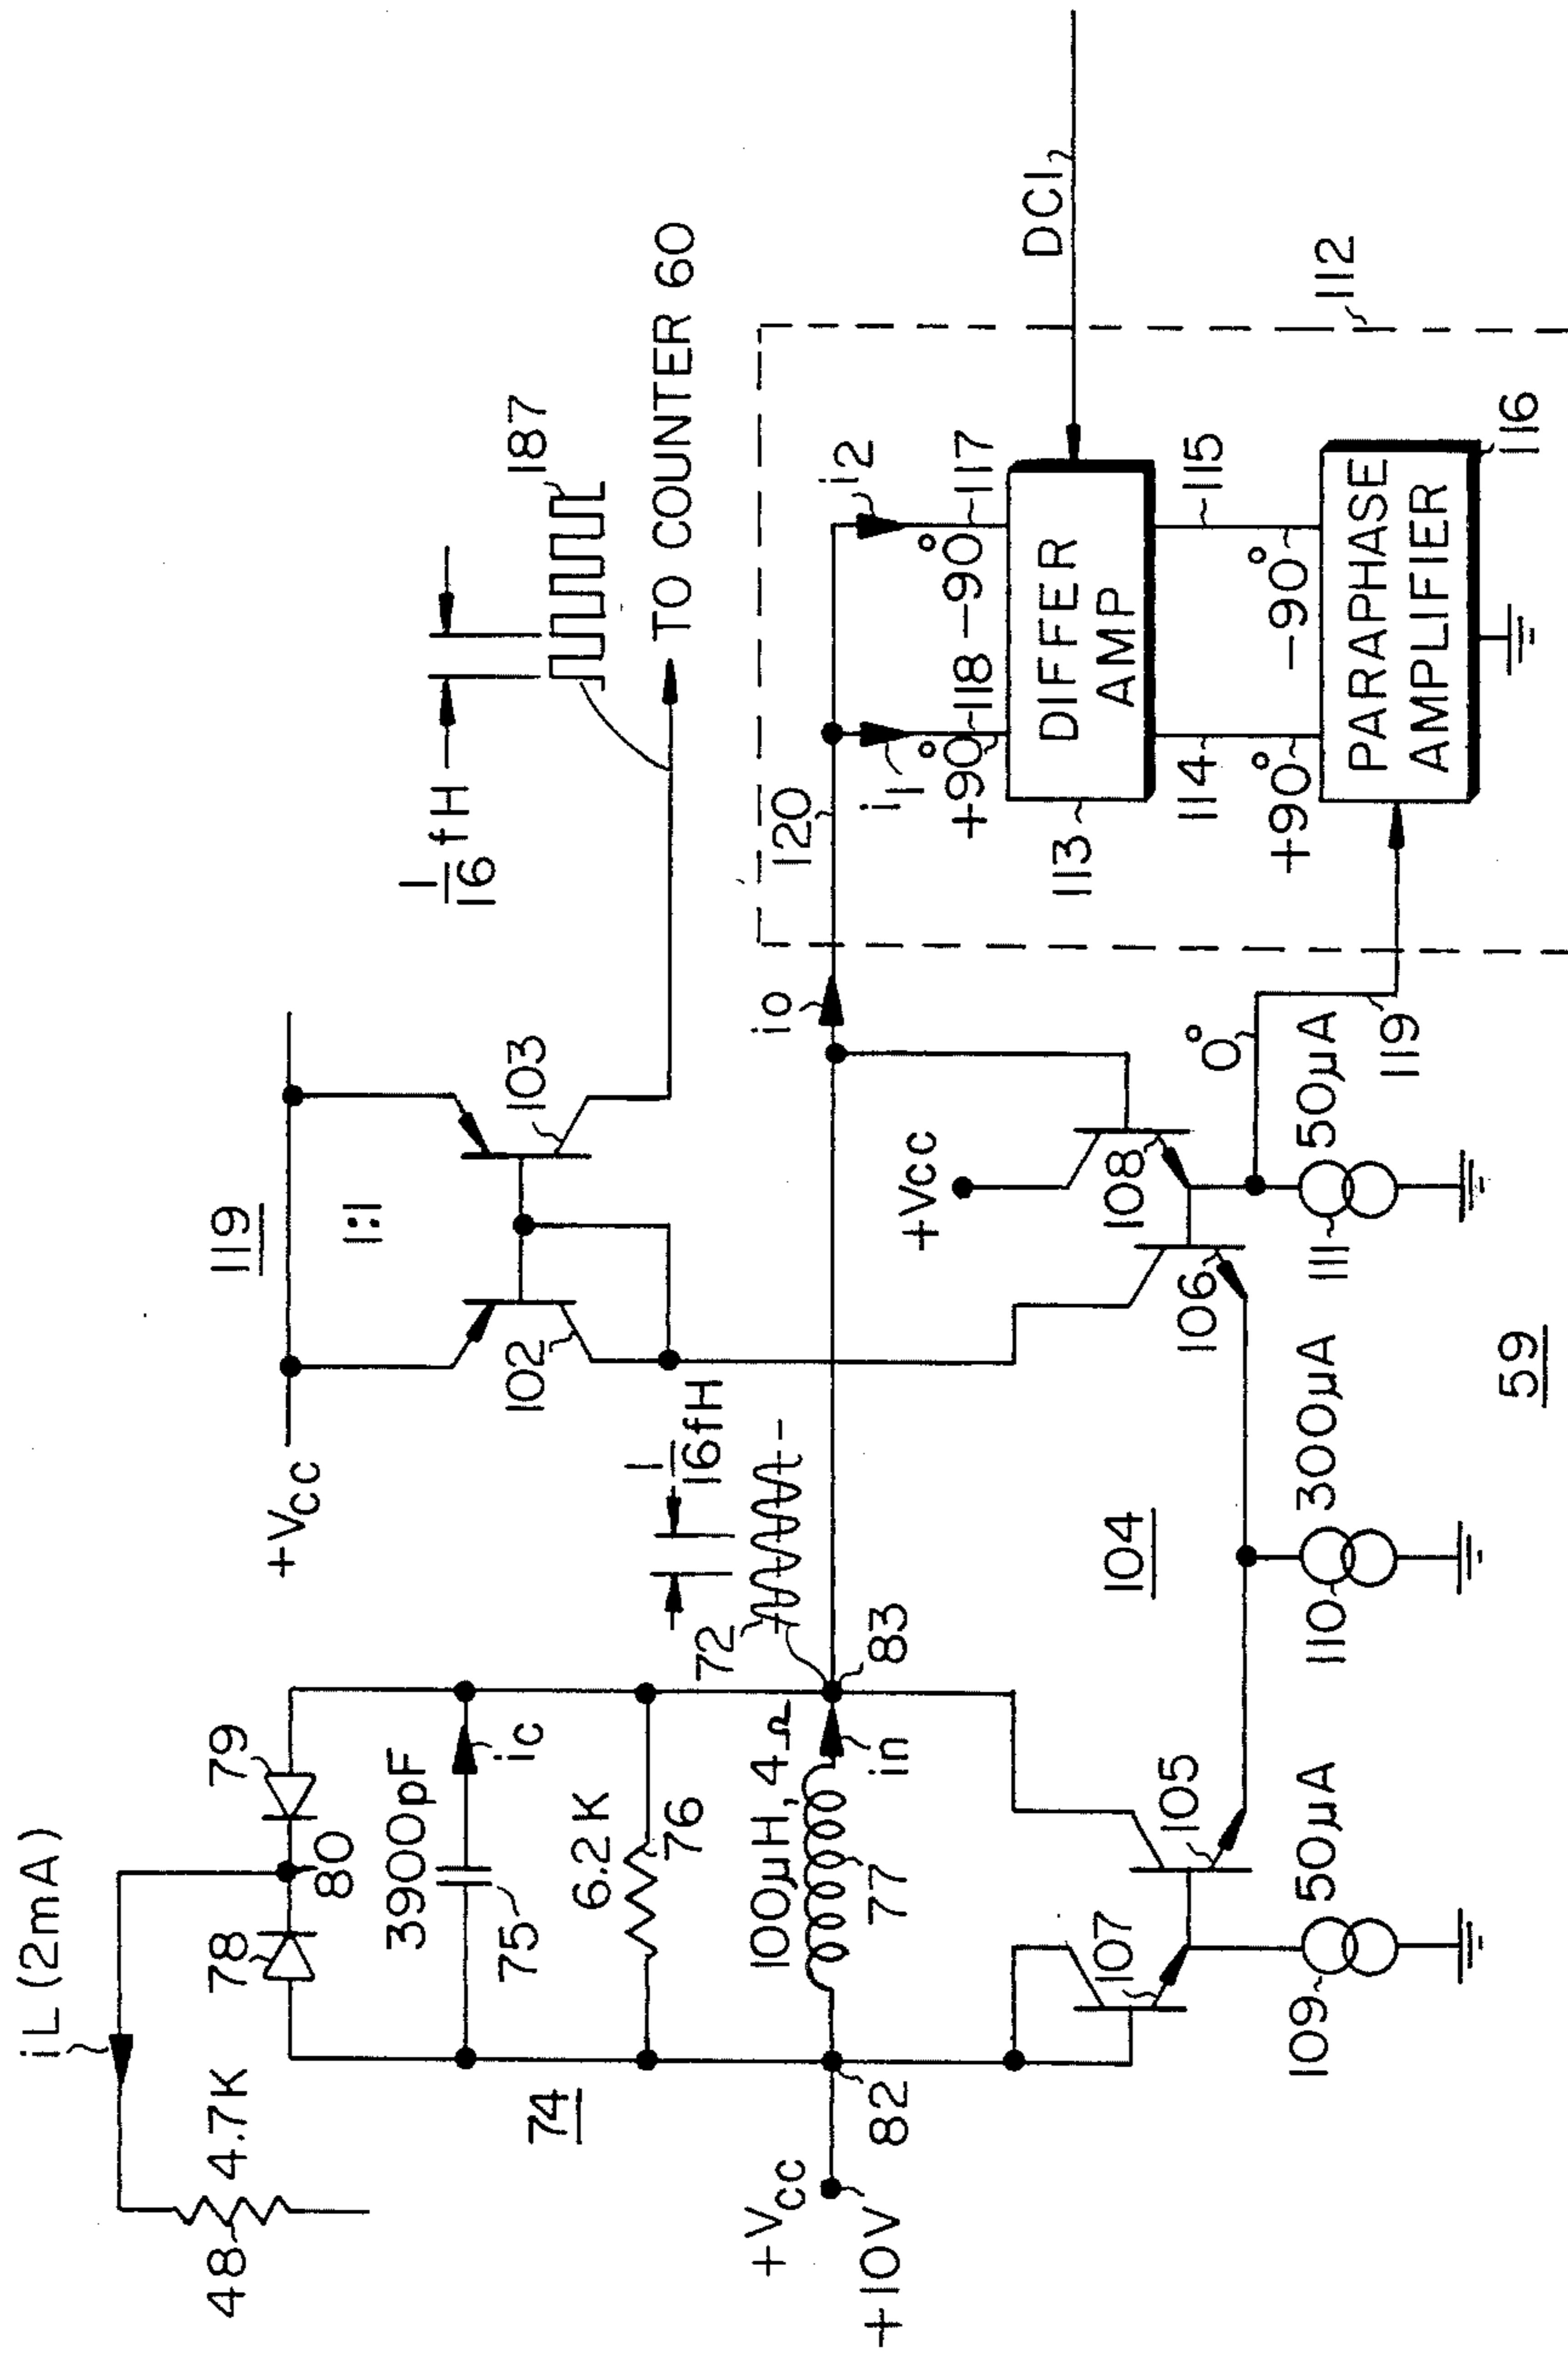 iL (2mA)
48
4.7K
78
79
80
3900pF
75
ic
6.2K
76
100µH, 4Ω
77
in
74
+Vcc
+10V
82
83
72
1/16fH
+Vcc
119
1:1
102
103
1/16 fH
187
TO COUNTER 60
107
105
109
50µA
104
110
300µA
106
108
+Vcc
111
50µA
0°
119
io
120
i1
i2
+90°
118
-90°
117
DIFFER
AMP
113
DC1
114
115
+90°
-90°
PARAPHASE
AMPLIFIER
116
112
59